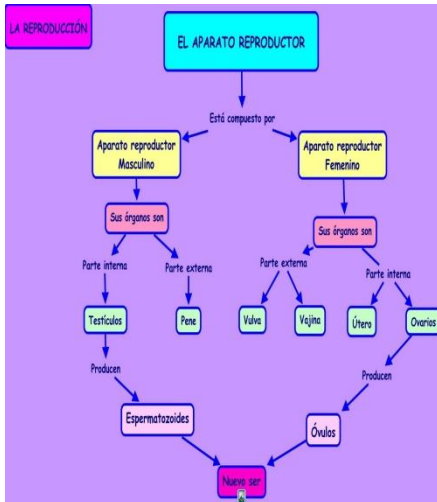 LA REPRODUCCIÓN
EL APARATO REPRODUCTOR
Está compuesto por
Aparato reproductor
Masculino
Aparato reproductor
Femenino
Sus órganos son
Sus órganos son
Parte interna
Parte externa
Parte externa
Parte interna
Testículos
Pene
Vulva
Vajina
Útero
Ovarios
Producen
Producen
Espermatozoides
Óvulos
Nuevo ser